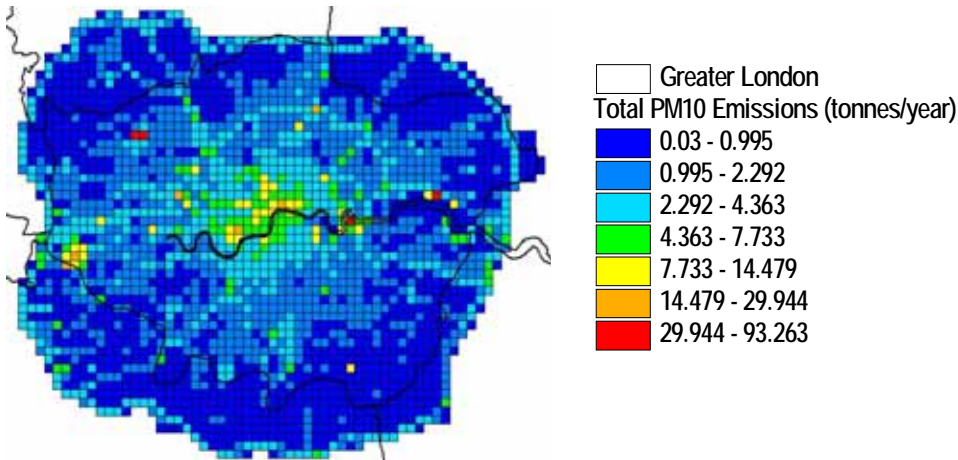 Greater London
Total PM10 Emissions (tonnes/year)
0.03 - 0.995
0.995 - 2.292
2.292 - 4.363
4.363 - 7.733
7.733 - 14.479
14.479 - 29.944
29.944 - 93.263